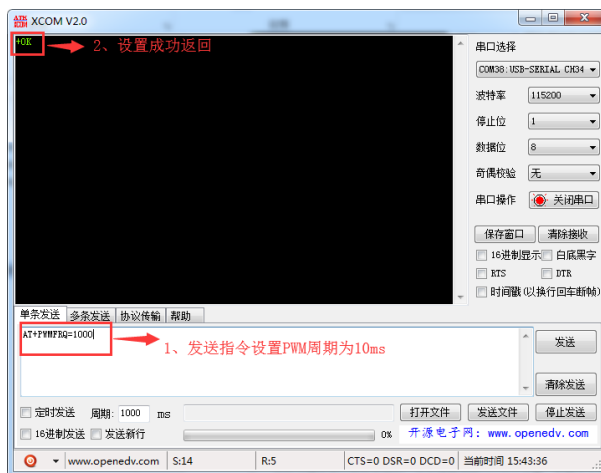 XCOM V2.0
+OK
2、设置成功返回
串口选择
COM38:USB-SERIAL CH34
波特率 115200
停止位 1
数据位 8
奇偶校验 无
串口操作 关闭串口
保存窗口 清除接收
16进制显示 白底黑字
RTS DTR
时间戳(以换行回车断帧)
单条发送 多条发送 协议传输 帮助
AT+PWMFRQ=1000
1、发送指令设置PWM周期为10ms
发送
清除发送
定时发送 周期: 1000 ms 打开文件 发送文件 停止发送
16进制发送 发送新行 0% 开源电子网: www.openedv.com
www.openedv.com S:14 R:5 CTS=0 DSR=0 DCD=0 当前时间 15:43:36